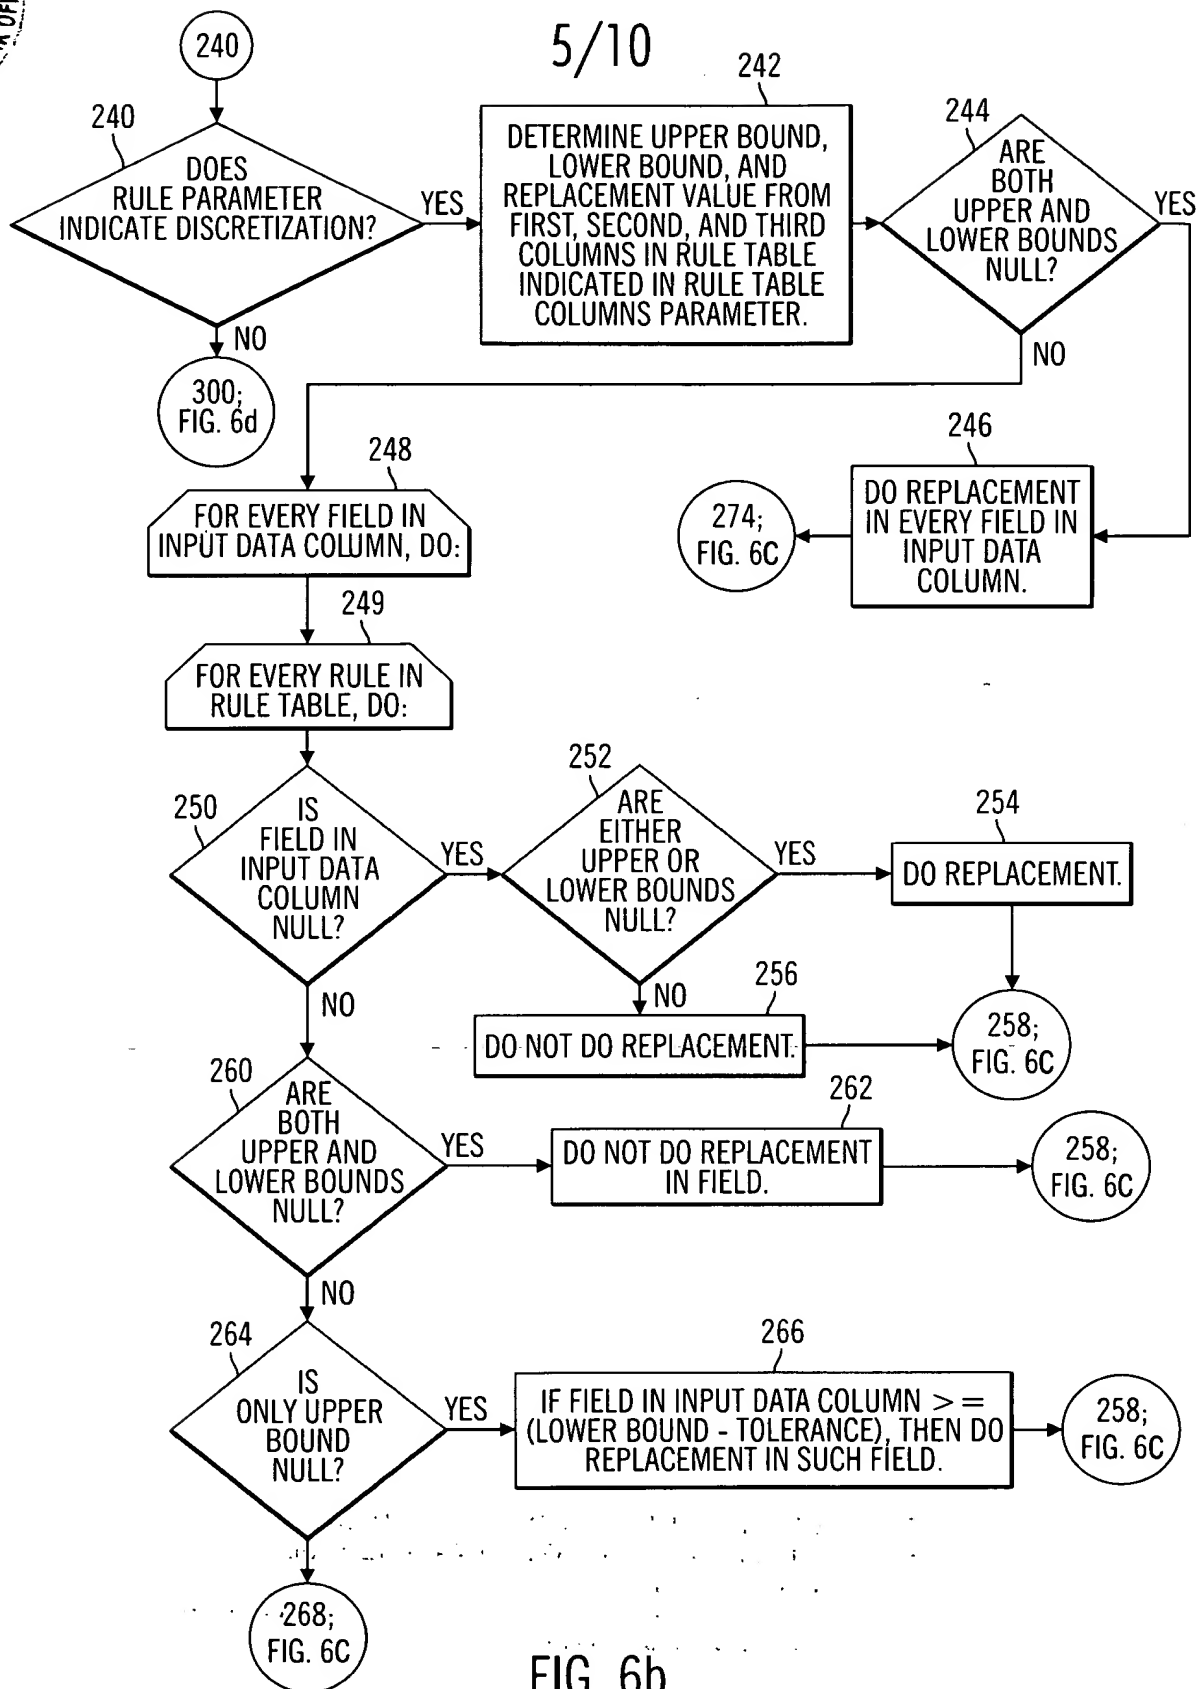 240
5/10
242
240
DOES
RULE PARAMETER
INDICATE DISCRETIZATION?
YES
DETERMINE UPPER BOUND,
LOWER BOUND, AND
REPLACEMENT VALUE FROM
FIRST, SECOND, AND THIRD
COLUMNS IN RULE TABLE
INDICATED IN RULE TABLE
COLUMNS PARAMETER.
244
ARE
BOTH
UPPER AND
LOWER BOUNDS
NULL?
YES
NO
NO
300;
FIG. 6d
246
DO REPLACEMENT
IN EVERY FIELD IN
INPUT DATA
COLUMN.
274;
FIG. 6C
248
FOR EVERY FIELD IN
INPUT DATA COLUMN, DO:
249
FOR EVERY RULE IN
RULE TABLE, DO:
250
IS
FIELD IN
INPUT DATA
COLUMN
NULL?
YES
252
ARE
EITHER
UPPER OR
LOWER BOUNDS
NULL?
YES
254
DO REPLACEMENT.
NO
NO
256
DO NOT DO REPLACEMENT.
258;
FIG. 6C
260
ARE
BOTH
UPPER AND
LOWER BOUNDS
NULL?
YES
262
DO NOT DO REPLACEMENT
IN FIELD.
258;
FIG. 6C
NO
264
IS
ONLY UPPER
BOUND
NULL?
YES
266
IF FIELD IN INPUT DATA COLUMN > =
(LOWER BOUND - TOLERANCE), THEN DO
REPLACEMENT IN SUCH FIELD.
258;
FIG. 6C
268;
FIG. 6C
FIG. 6b